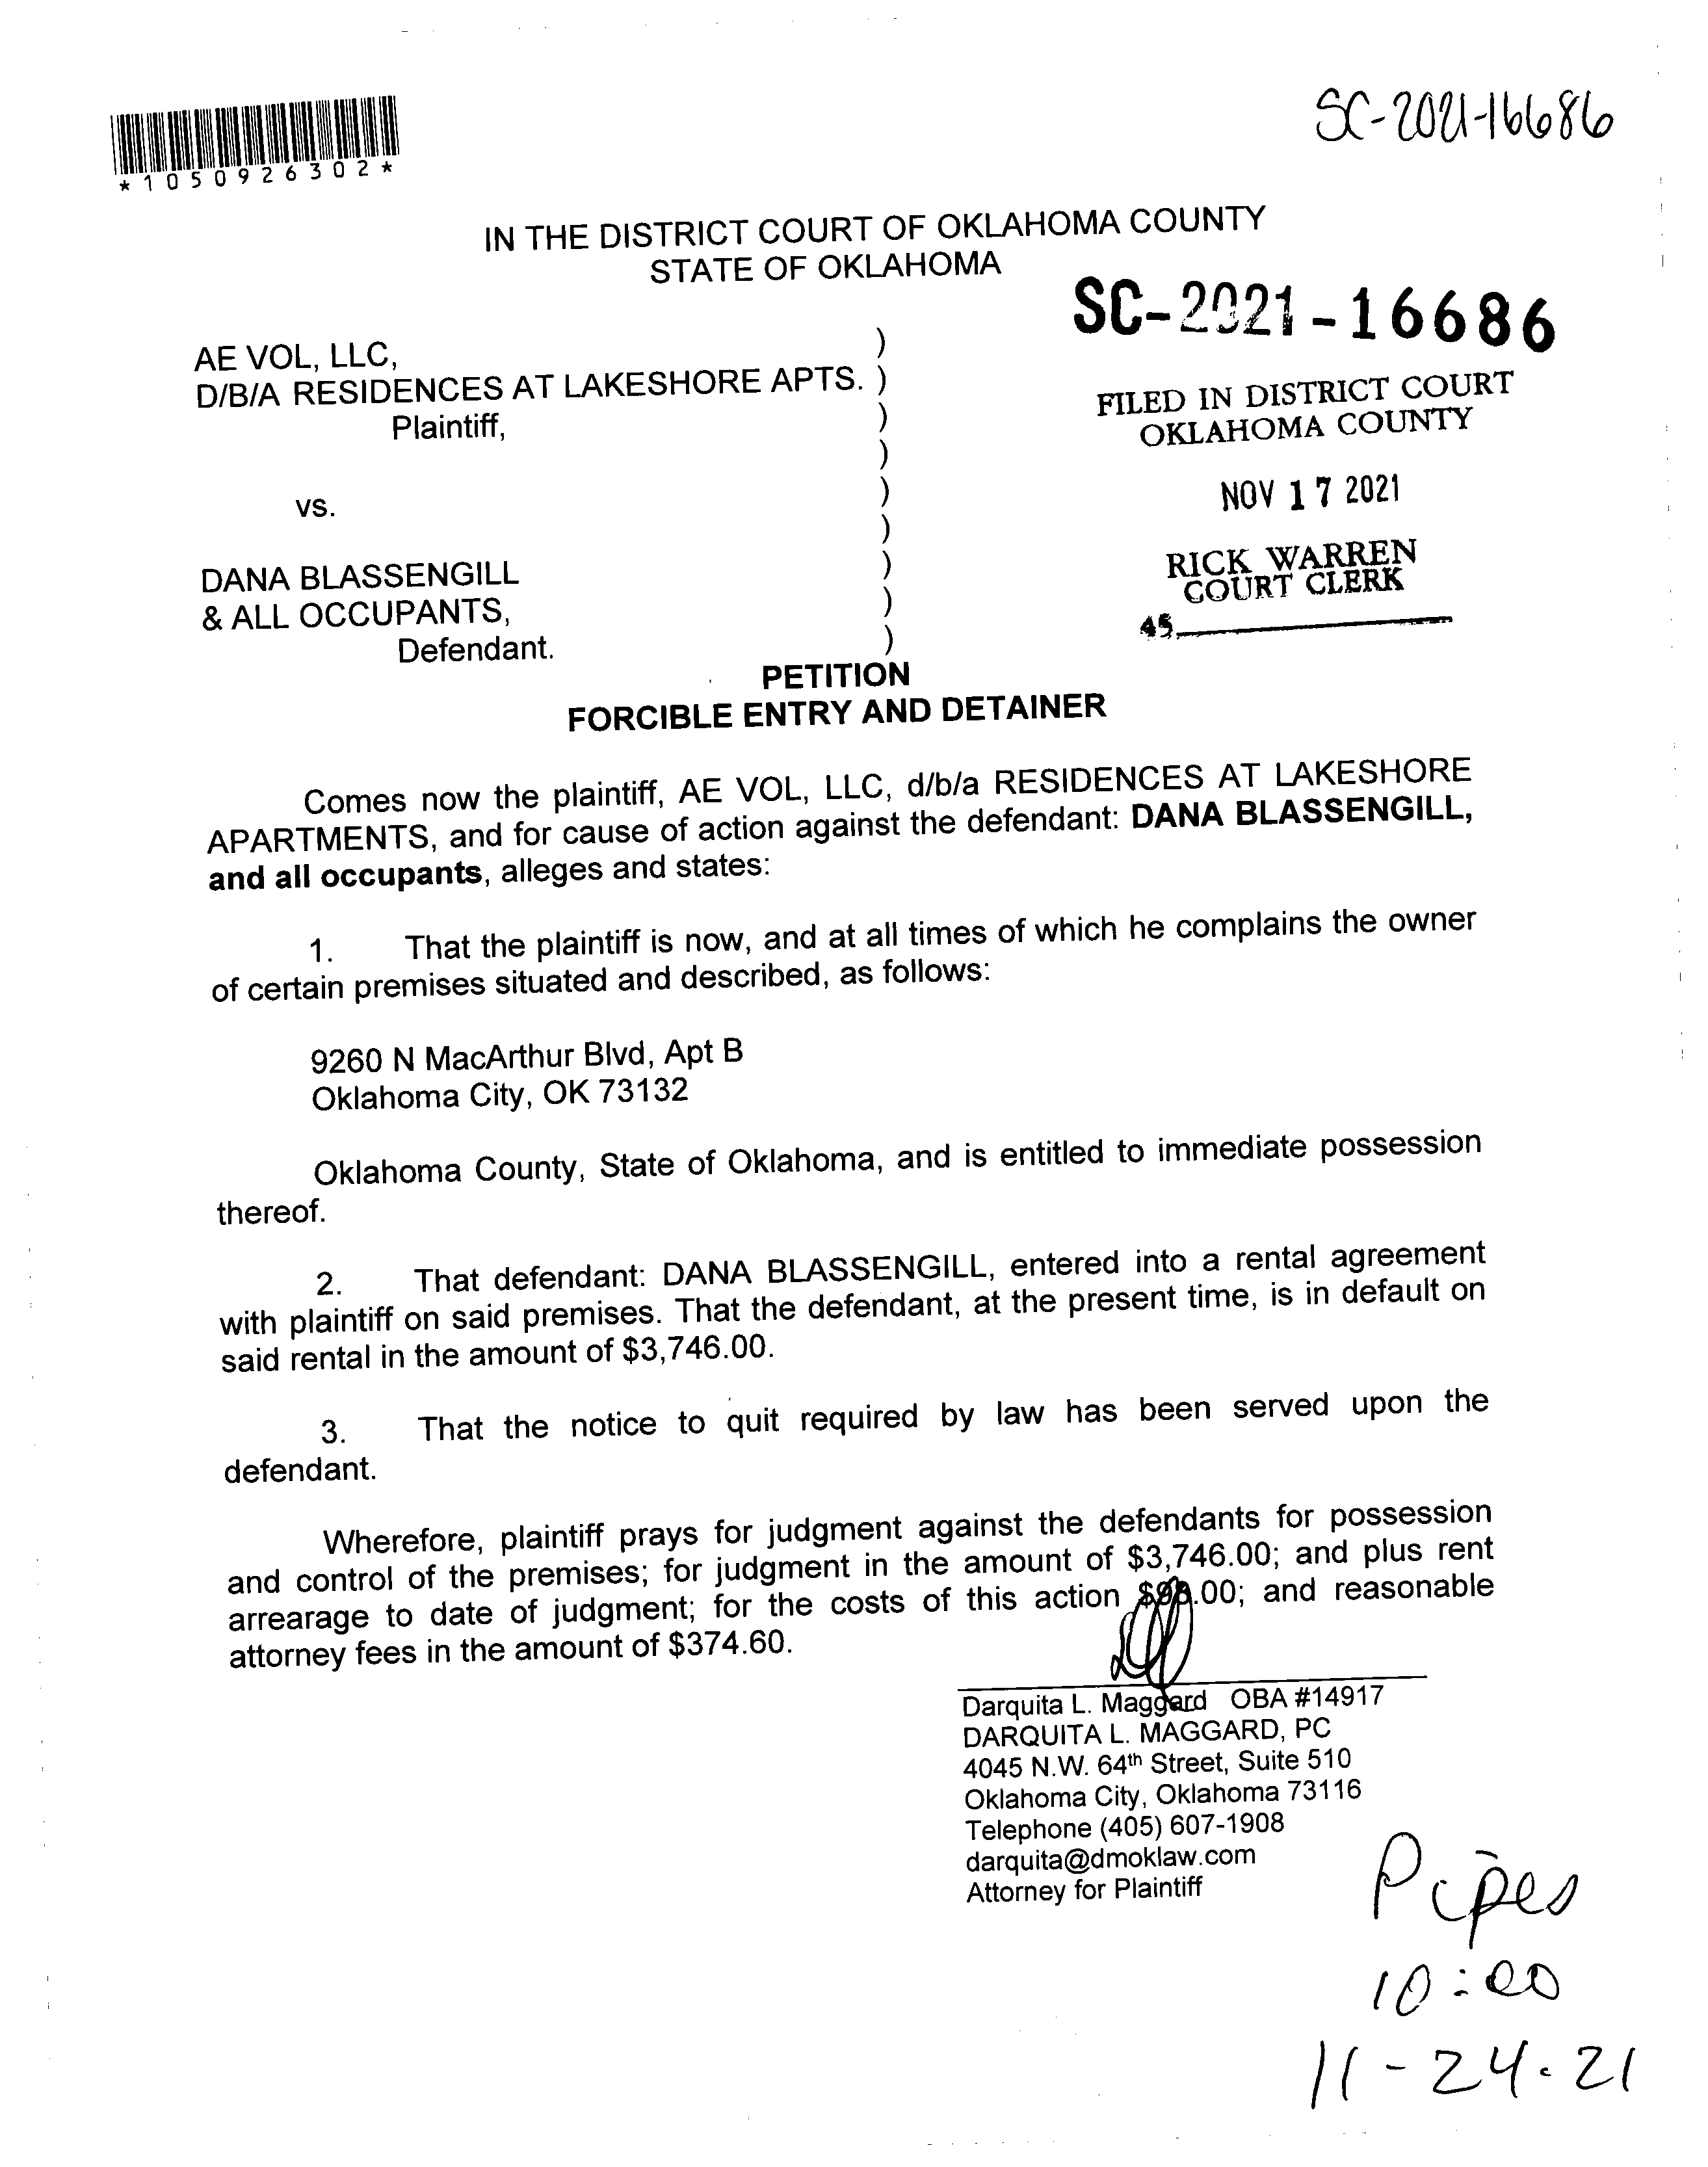 SC-2021-16686
*1050926302*
IN THE DISTRICT COURT OF OKLAHOMA COUNTY
STATE OF OKLAHOMA
SC-2021-16686
AE VOL, LLC, )
D/B/A RESIDENCES AT LAKESHORE APTS. )
Plaintiff, )
)
vs. )
)
DANA BLASSENGILL )
& ALL OCCUPANTS, )
Defendant. )
FILED IN DISTRICT COURT
OKLAHOMA COUNTY
NOV 17 2021
RICK WARREN
COURT CLERK
45
PETITION
FORCIBLE ENTRY AND DETAINER
Comes now the plaintiff, AE VOL, LLC, d/b/a RESIDENCES AT LAKESHORE
APARTMENTS, and for cause of action against the defendant: DANA BLASSENGILL,
and all occupants, alleges and states:
1. That the plaintiff is now, and at all times of which he complains the owner
of certain premises situated and described, as follows:
9260 N MacArthur Blvd, Apt B
Oklahoma City, OK 73132
Oklahoma County, State of Oklahoma, and is entitled to immediate possession
thereof.
2. That defendant: DANA BLASSENGILL, entered into a rental agreement
with plaintiff on said premises. That the defendant, at the present time, is in default on
said rental in the amount of $3,746.00.
3. That the notice to quit required by law has been served upon the
defendant.
Wherefore, plaintiff prays for judgment against the defendants for possession
and control of the premises; for judgment in the amount of $3,746.00; and plus rent
arrearage to date of judgment; for the costs of this action and reasonable
attorney fees in the amount of $374.60.
Darquita L. Maggard OBA #14917
DARQUITA L. MAGGARD, PC
4045 N.W. 64th Street, Suite 510
Oklahoma City, Oklahoma 73116
Telephone (405) 607-1908
darquita@dmoklaw.com
Attorney for Plaintiff
Pipes
10:00
11-24-21